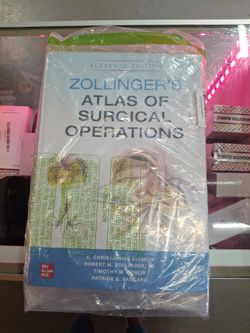 ELEVENTH EDITION
ZOLLINGER'S
ATLAS OF
SURGICAL
OPERATIONS
E. CHRISTOPHER ELLISON
ROBERT M. ZOLLINGER, JR
TIMOTHY M. PAWLIK
PATRICK S. VACCARO
Mc
Graw
Hill